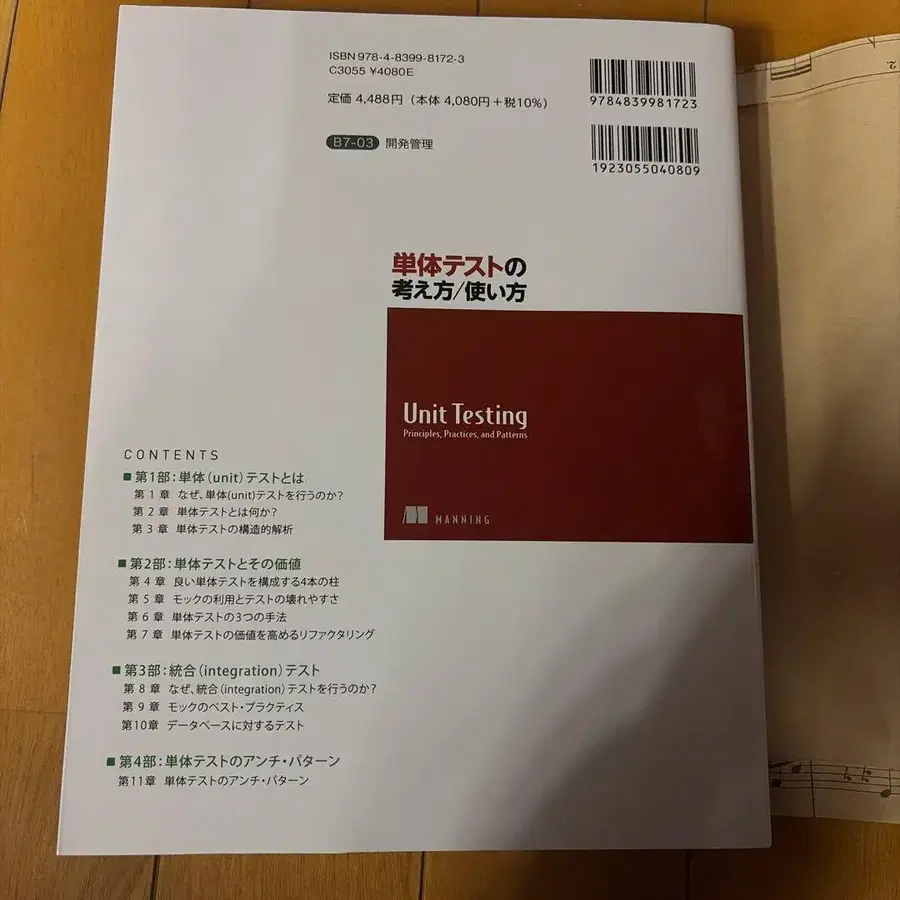 ISBN978-4-8399-8172-3
C3055 ¥4080E
定価 4,488円（本体 4,080円＋税10%）
9784839981723
B7-03 開発管理
1923055040809
単体テストの
考え方/使い方
Unit Testing
Principles, Practices, and Patterns
MANNING
CONTENTS
■ 第1部：単体（unit）テストとは
第1章 なぜ、単体(unit)テストを行うのか？
第2章 単体テストとは何か？
第3章 単体テストの構造的解析
■ 第2部：単体テストとその価値
第4章 良い単体テストを構成する4本の柱
第5章 モックの利用とテストの壊れやすさ
第6章 単体テストの3つの手法
第7章 単体テストの価値を高めるリファクタリング
■ 第3部：統合（integration）テスト
第8章 なぜ、統合（integration）テストを行うのか？
第9章 モックのベスト・プラクティス
第10章 データベースに対するテスト
■ 第4部：単体テストのアンチ・パターン
第11章 単体テストのアンチ・パターン
2